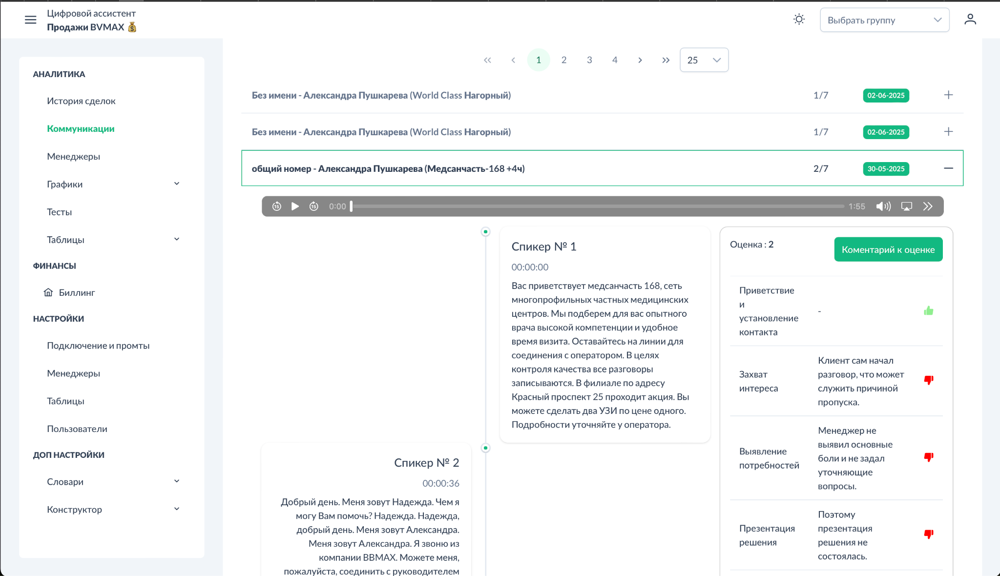 Цифровой ассистент
Продажи BVMAX
Выбрать группу
АНАЛИТИКА
История сделок
Коммуникации
Менеджеры
Графики
Тесты
Таблицы
ФИНАНСЫ
Биллинг
НАСТРОЙКИ
Подключение и промты
Менеджеры
Таблицы
Пользователи
ДОП НАСТРОЙКИ
Словари
Конструктор
1 2 3 4 25
Без имени - Александра Пушкарева (World Class Нагорный) 1/7 02-06-2025
Без имени - Александра Пушкарева (World Class Нагорный) 1/7 02-06-2025
общий номер - Александра Пушкарева (Медсанчасть-168 +4ч) 2/7 30-05-2025
15 15 0:00 1:55
Спикер № 1
00:00:00
Вас приветствует медсанчасть 168, сеть
многопрофильных частных медицинских
центров. Мы подберем для вас опытного
врача высокой компетенции и удобное
время визита. Оставайтесь на линии для
соединения с оператором. В целях
контроля качества все разговоры
записываются. В филиале по адресу
Красный проспект 25 проходит акция. Вы
можете сделать два УЗИ по цене одного.
Подробности уточняйте у оператора.
Спикер № 2
00:00:36
Добрый день. Меня зовут Надежда. Чем я
могу Вам помочь? Надежда. Надежда,
добрый день. Меня зовут Александра.
Меня зовут Александра. Я звоню из
компании BBMAX. Можете меня,
пожалуйста, соединить с руководителем
Оценка : 2
Коментарий к оценке
Приветствие
и
установление
контакта
-
Захват
интереса
Клиент сам начал
разговор, что может
служить причиной
пропуска.
Выявление
потребностей
Менеджер не
выявил основные
боли и не задал
уточняющие
вопросы.
Презентация
решения
Поэтому
презентация
решения не
состоялась.